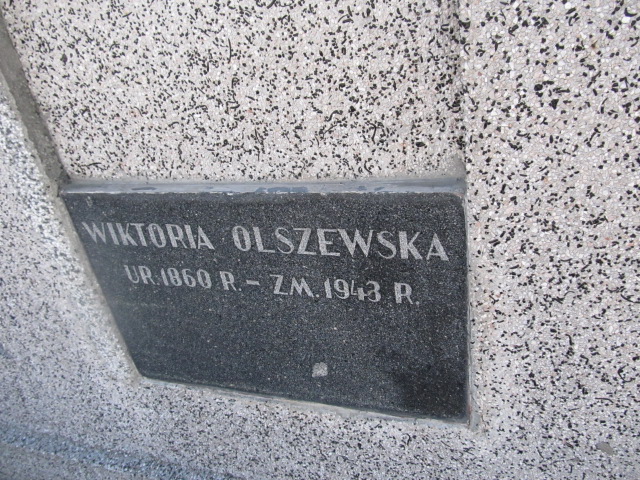 WIKTORIA OLSZEWSKA
UR. 1860 R. – ZM. 1943 R.